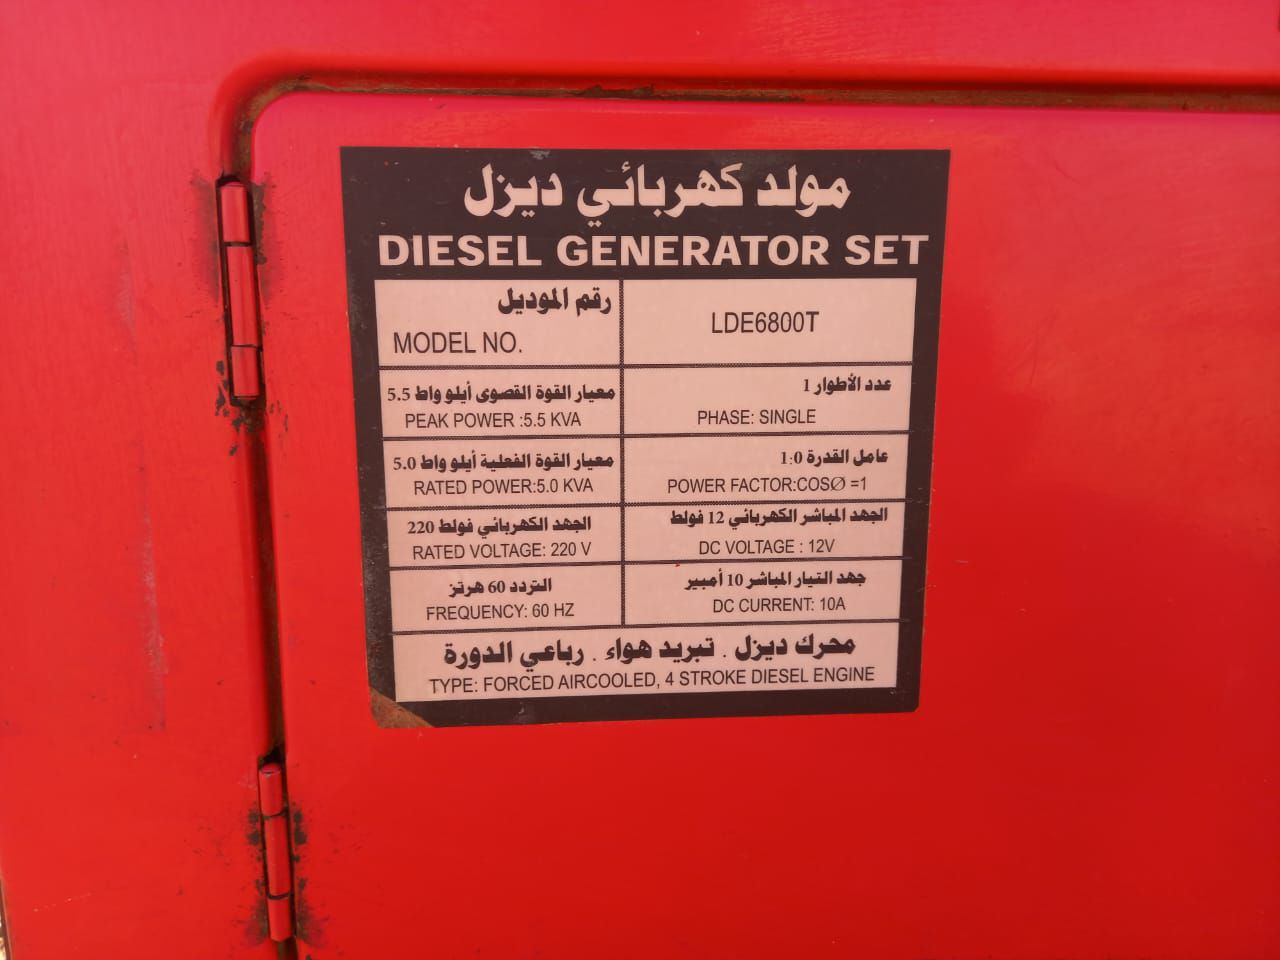 مولد كهربائي ديزل
DIESEL GENERATOR SET
رقم الموديل
MODEL NO.
LDE6800T
معيار القوة القصوى أيلو واط 5.5
PEAK POWER :5.5 KVA
عدد الأطوار 1
PHASE: SINGLE
معيار القوة الفعلية أيلو واط 5.0
RATED POWER:5.0 KVA
عامل القدرة 1:0
POWER FACTOR:COSØ =1
الجهد الكهربائي فولط 220
RATED VOLTAGE: 220 V
الجهد المباشر الكهربائي 12 فولط
DC VOLTAGE : 12V
التردد 60 هرتز
FREQUENCY: 60 HZ
جهد التيار المباشر 10 أمبير
DC CURRENT: 10A
محرك ديزل . تبريد هواء . رباعي الدورة
TYPE: FORCED AIRCOOLED, 4 STROKE DIESEL ENGINE